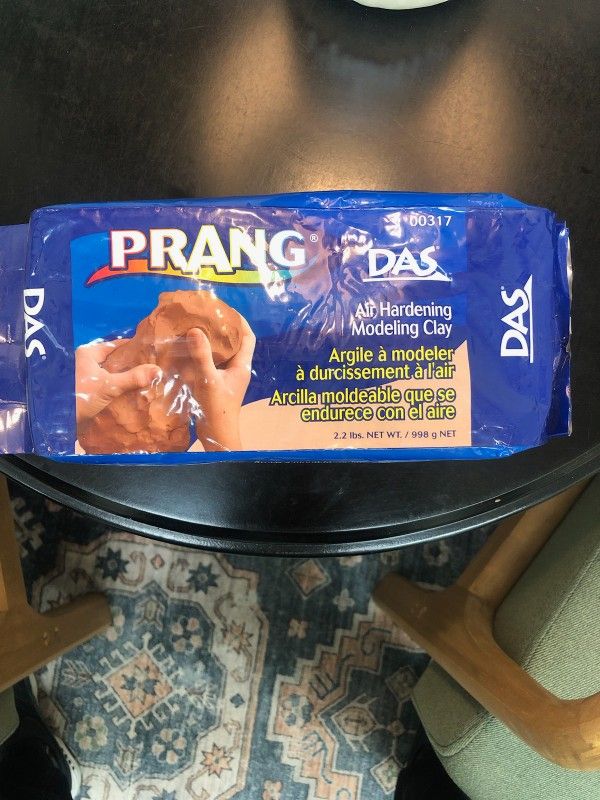 00317
PRANG®
DAS
DAS
DAS
Air Hardening
Modeling Clay
Argile à modeler
à durcissement à l'air
Arcilla moldeable que se
endurece con el aire
2.2 lbs. NET WT. / 998 g NET